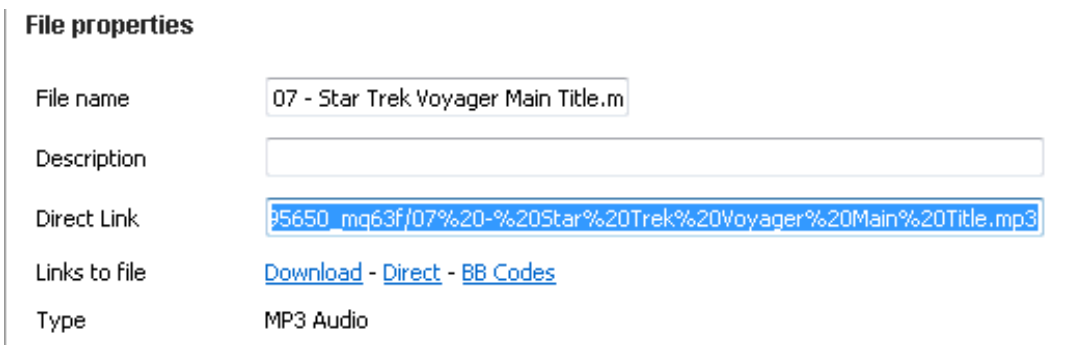 File properties
File name 07 - Star Trek Voyager Main Title.m
Description
Direct Link 95650_mq63f/07%20-%20Star%20Trek%20Voyager%20Main%20Title.mp3
Links to file Download - Direct - BB Codes
Type MP3 Audio